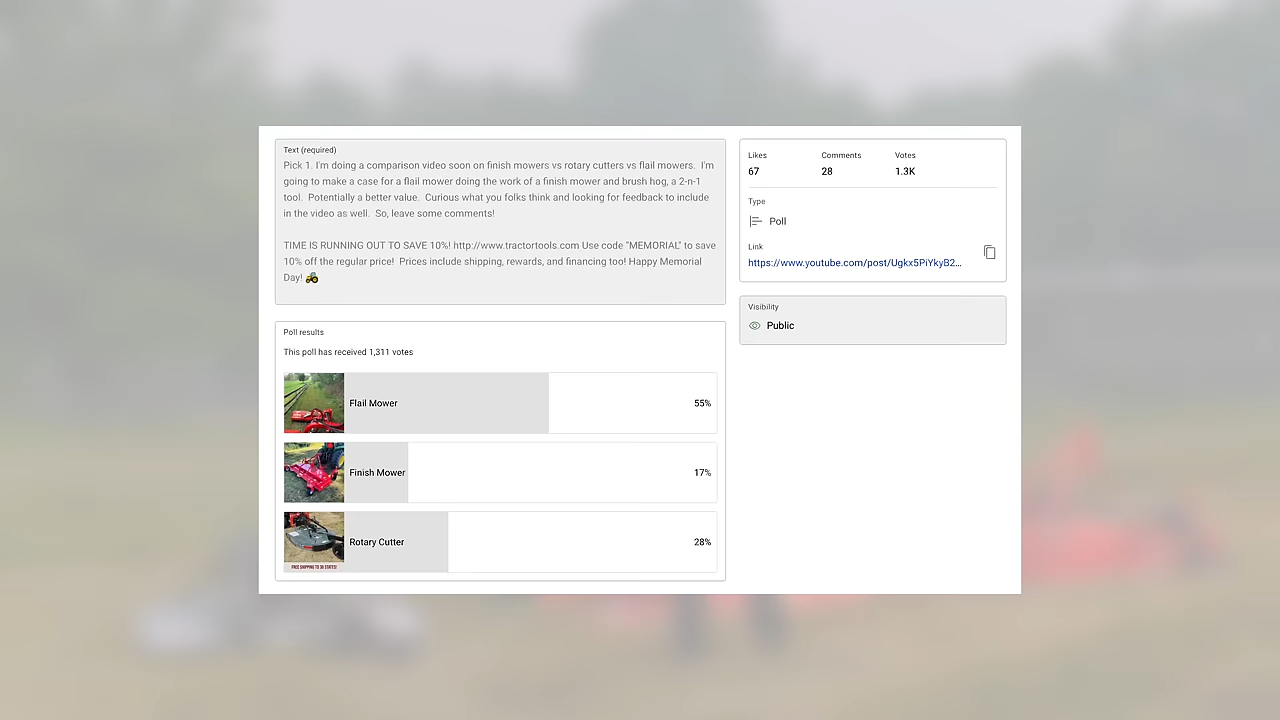 Text (required)
Pick 1. I'm doing a comparison video soon on finish mowers vs rotary cutters vs flail mowers.  I'm
going to make a case for a flail mower doing the work of a finish mower and brush hog, a 2-n-1
tool.  Potentially a better value.  Curious what you folks think and looking for feedback to include
in the video as well.  So, leave some comments!
TIME IS RUNNING OUT TO SAVE 10%! http://www.tractortools.com Use code "MEMORIAL" to save
10% off the regular price!  Prices include shipping, rewards, and financing too! Happy Memorial
Day! 🚜
Poll results
This poll has received 1,311 votes
Flail Mower 55%
Finish Mower 17%
Rotary Cutter 28%
FREE SHIPPING TO 38 STATES!
Likes Comments Votes
67 28 1.3K
Type
Poll
Link
https://www.youtube.com/post/Ugkx5PiYkyB2...
Visibility
Public